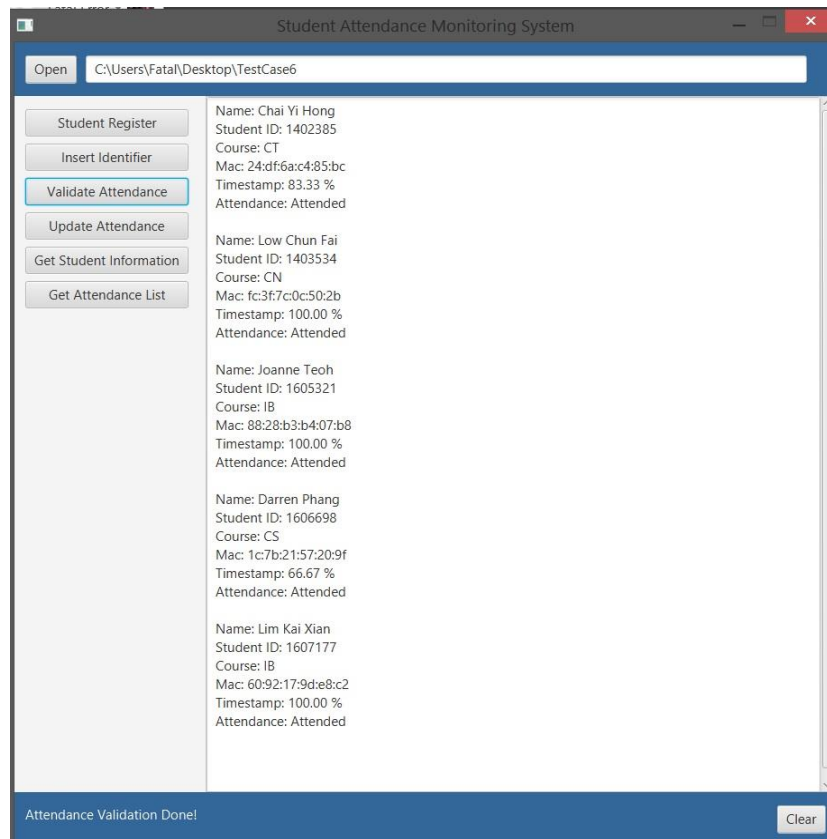 Student Attendance Monitoring System
Open
C:\Users\Fatal\Desktop\TestCase6
Student Register
Insert Identifier
Validate Attendance
Update Attendance
Get Student Information
Get Attendance List
Name: Chai Yi Hong
Student ID: 1402385
Course: CT
Mac: 24:df:6a:c4:85:bc
Timestamp: 83.33 %
Attendance: Attended
Name: Low Chun Fai
Student ID: 1403534
Course: CN
Mac: fc:3f:7c:0c:50:2b
Timestamp: 100.00 %
Attendance: Attended
Name: Joanne Teoh
Student ID: 1605321
Course: IB
Mac: 88:28:b3:b4:07:b8
Timestamp: 100.00 %
Attendance: Attended
Name: Darren Phang
Student ID: 1606698
Course: CS
Mac: 1c:7b:21:57:20:9f
Timestamp: 66.67 %
Attendance: Attended
Name: Lim Kai Xian
Student ID: 1607177
Course: IB
Mac: 60:92:17:9d:e8:c2
Timestamp: 100.00 %
Attendance: Attended
Attendance Validation Done!
Clear